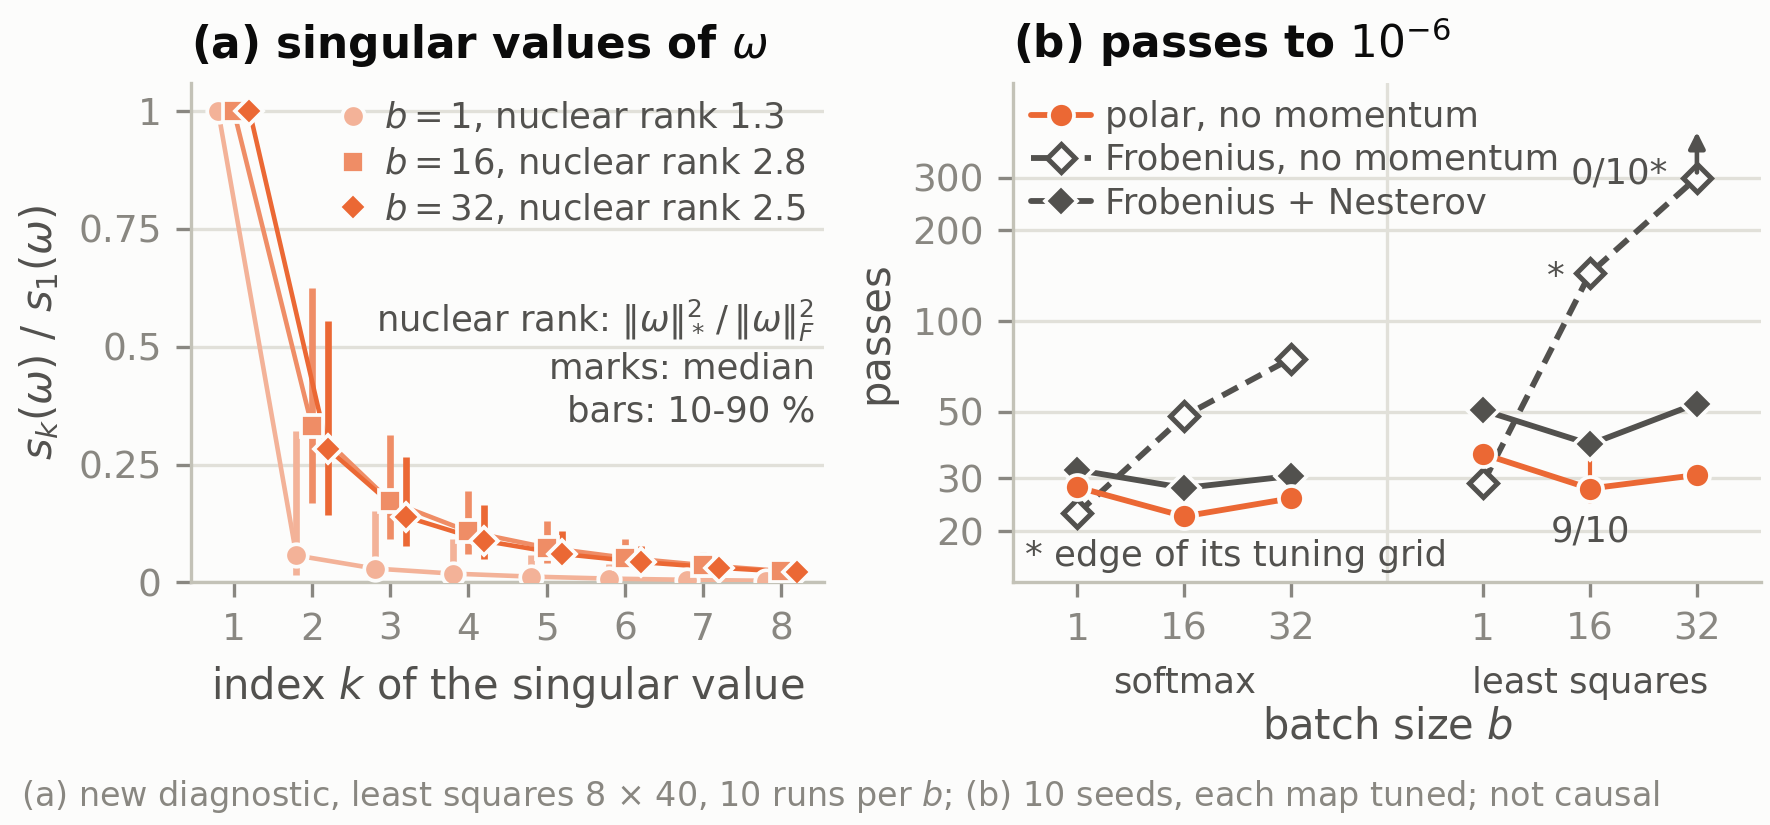 (a) singular values of ω
s_k(ω) / s_1(ω)
1
0.75
0.5
0.25
0
b = 1, nuclear rank 1.3
b = 16, nuclear rank 2.8
b = 32, nuclear rank 2.5
nuclear rank: ‖ω‖²_* / ‖ω‖²_F
marks: median
bars: 10-90 %
1 2 3 4 5 6 7 8
index k of the singular value
(b) passes to 10⁻⁶
passes
300
200
100
50
30
20
polar, no momentum
Frobenius, no momentum
Frobenius + Nesterov
0/10*
*
9/10
* edge of its tuning grid
1 16 32 1 16 32
softmax least squares
batch size b
(a) new diagnostic, least squares 8 × 40, 10 runs per b; (b) 10 seeds, each map tuned; not causal